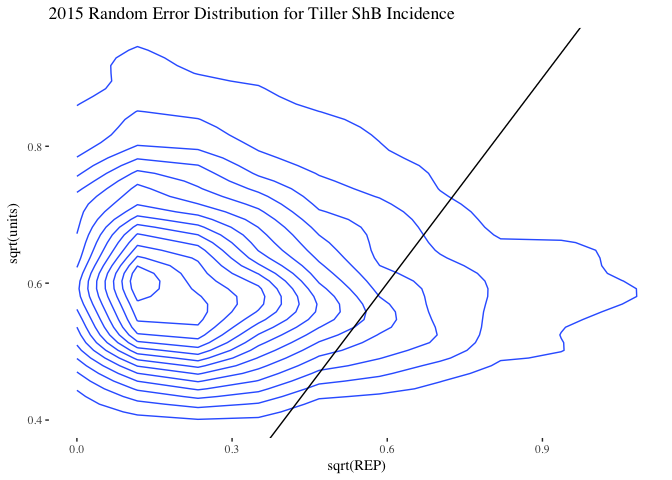 2015 Random Error Distribution for Tiller ShB Incidence
sqrt(units)
0.8
0.6
0.4
0.0 0.3 0.6 0.9
sqrt(REP)